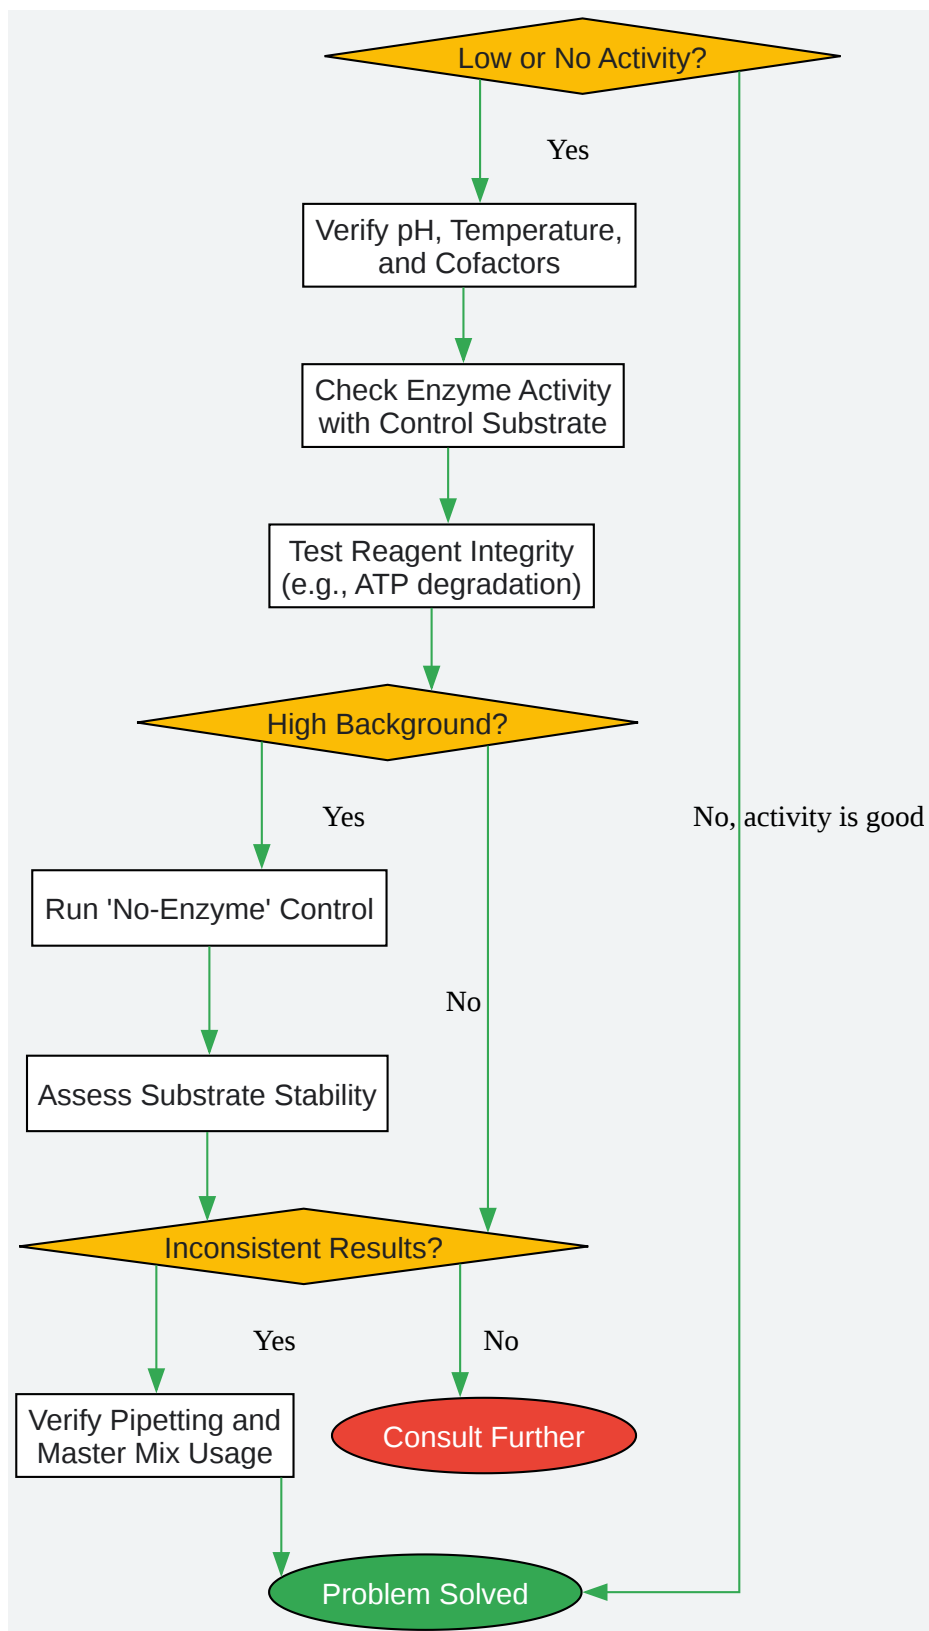 Low or No Activity?
Yes
Verify pH, Temperature,
and Cofactors
Check Enzyme Activity
with Control Substrate
Test Reagent Integrity
(e.g., ATP degradation)
High Background?
Yes
No, activity is good
Run 'No-Enzyme' Control
No
Assess Substrate Stability
Inconsistent Results?
Yes
No
Verify Pipetting and
Master Mix Usage
Consult Further
Problem Solved